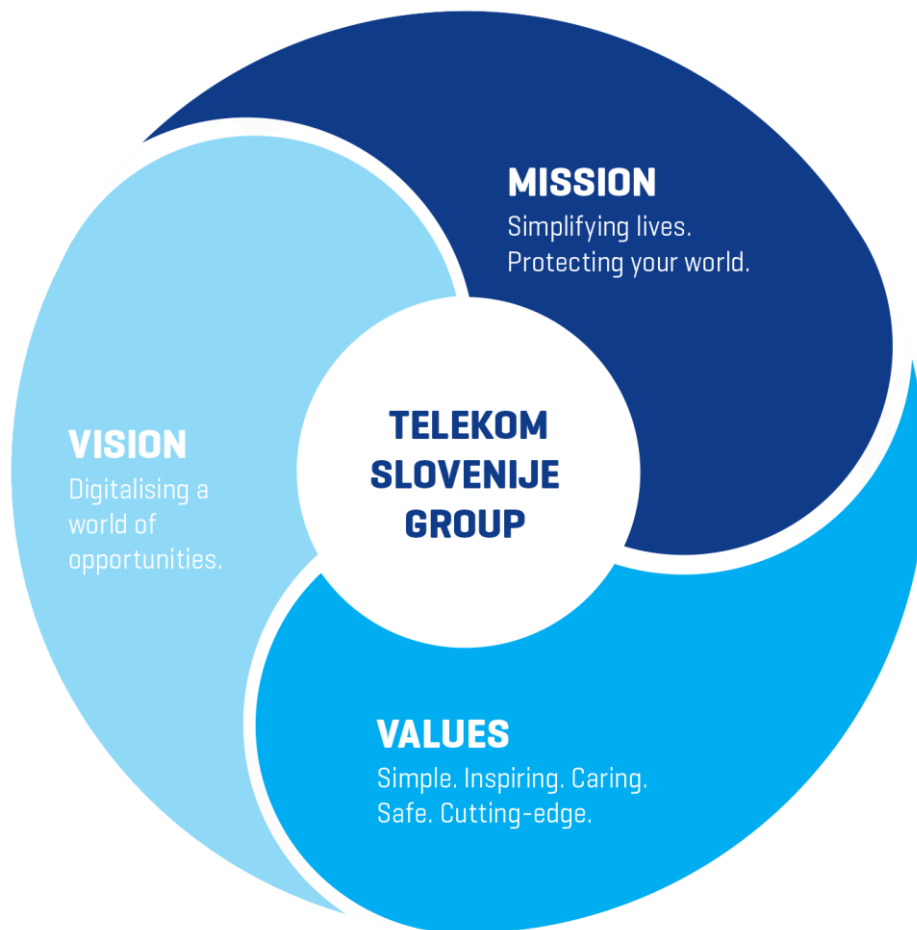 MISSION
Simplifying lives.
Protecting your world.
TELEKOM
SLOVENIJE
GROUP
VISION
Digitalising a
world of
opportunities.
VALUES
Simple. Inspiring. Caring.
Safe. Cutting-edge.